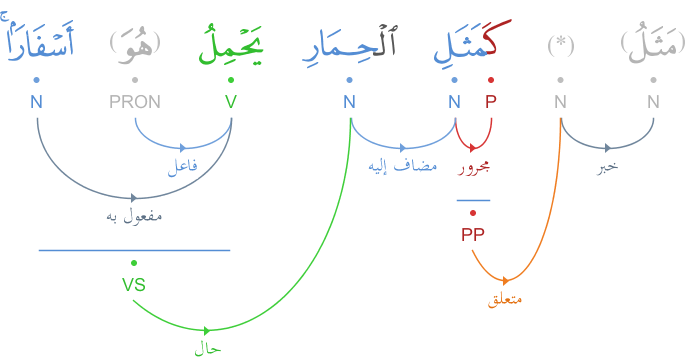 (مَثَلُ) (*) كَمَثَلِ ٱلْحِمَارِ يَحْمِلُ (هُوَ) أَسْفَارًۢا ۚ
N N P N N V PRON N
خبر مجرور مضاف إليه فاعل
مفعول به
PP
VS
متعلق
حال